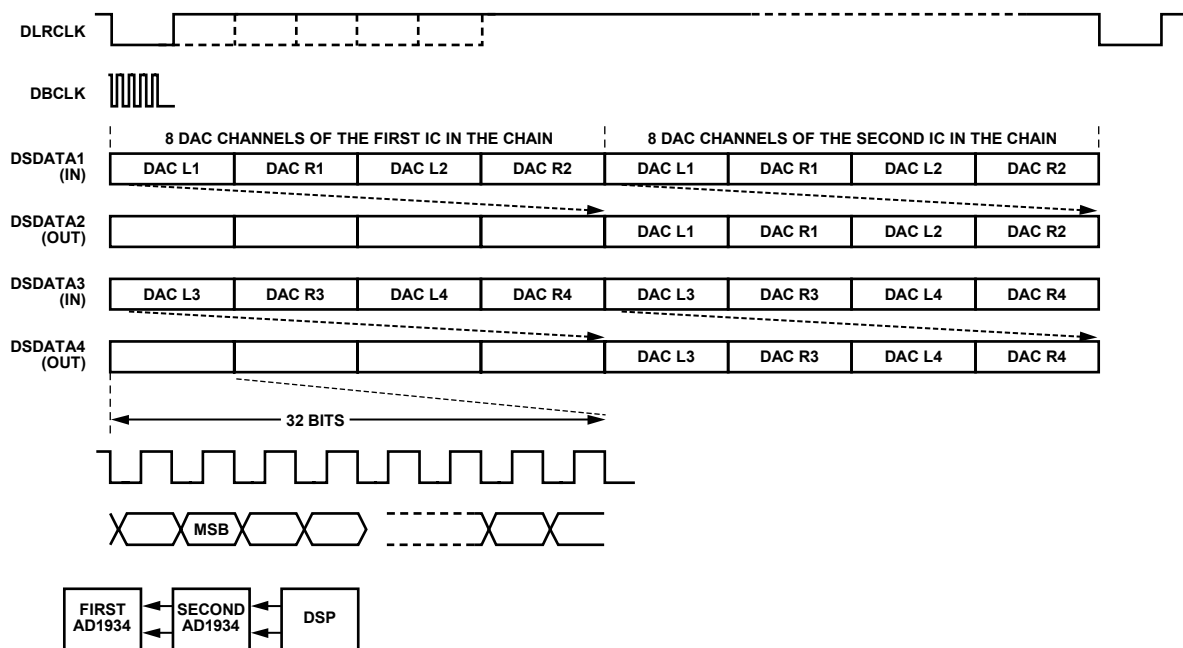 DLRCLK
DBCLK
8 DAC CHANNELS OF THE FIRST IC IN THE CHAIN
8 DAC CHANNELS OF THE SECOND IC IN THE CHAIN
DSDATA1
(IN)
DAC L1 DAC R1 DAC L2 DAC R2 DAC L1 DAC R1 DAC L2 DAC R2
DSDATA2
(OUT)
DAC L1 DAC R1 DAC L2 DAC R2
DSDATA3
(IN)
DAC L3 DAC R3 DAC L4 DAC R4 DAC L3 DAC R3 DAC L4 DAC R4
DSDATA4
(OUT)
DAC L3 DAC R3 DAC L4 DAC R4
32 BITS
MSB
FIRST
AD1934
SECOND
AD1934
DSP